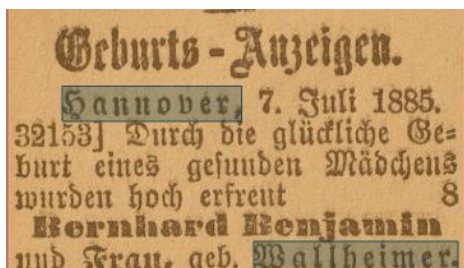 Geburts-Anzeigen.
Hannover, 7. Juli 1885.
32153] Durch die glückliche Ge-
burt eines gesunden Mädchens
wurden hoch erfreut 8
Bernhard Benjamin
und Frau, geb. Wallheimer.